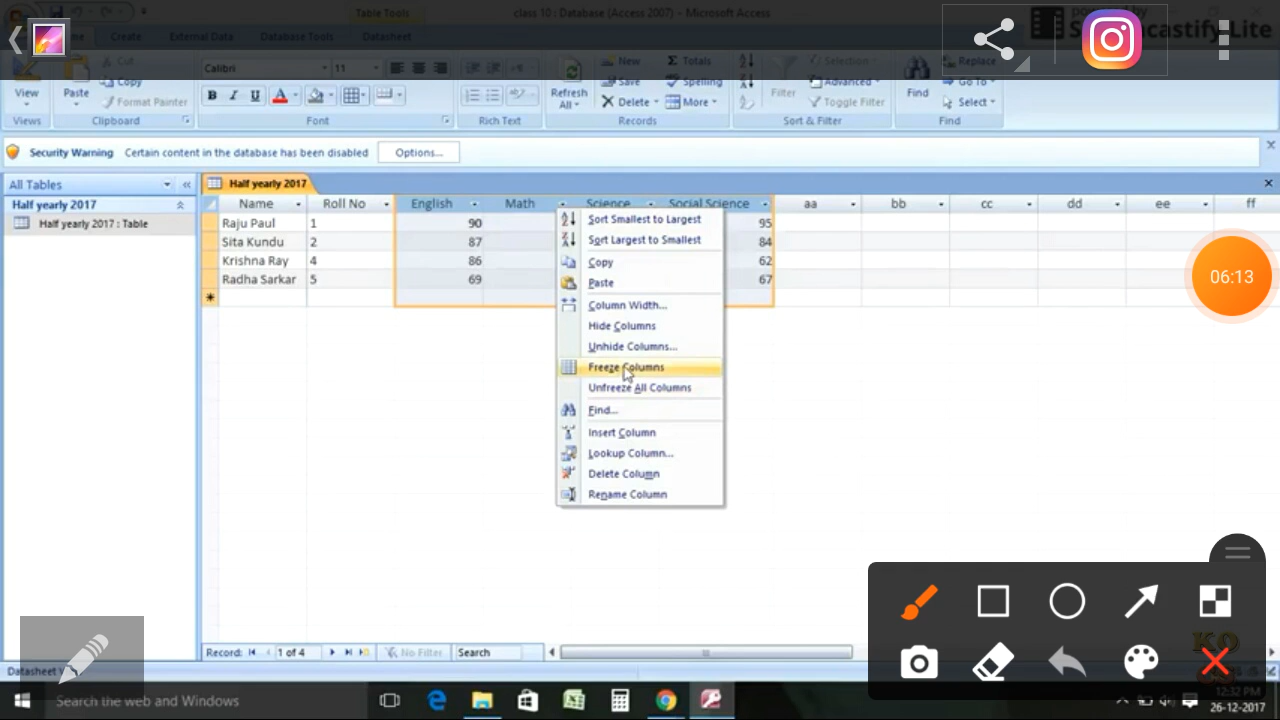 Table Tools class 10 : Database (Access 2007) - Microsoft Access
Create External Data Database Tools Datasheet
View Paste Cut Copy Format Painter
Calibri 11
B I U A
Refresh All New Save Delete Totals Spelling More
Filter Selection Advanced Toggle Filter
Find Replace Go To Select
Views Clipboard Font Rich Text Records Sort & Filter Find
Security Warning Certain content in the database has been disabled Options...
All Tables
Half yearly 2017
Half yearly 2017 : Table
Half yearly 2017
Name Roll No English Math Science Social Science aa bb cc dd ee ff
Raju Paul 1 90 95
Sita Kundu 2 87 84
Krishna Ray 4 86 62
Radha Sarkar 5 69 67
Sort Smallest to Largest
Sort Largest to Smallest
Copy
Paste
Column Width...
Hide Columns
Unhide Columns...
Freeze Columns
Unfreeze All Columns
Find...
Insert Column
Lookup Column...
Delete Column
Rename Column
06:13
Record: 1 of 4 No Filter Search
Search the web and Windows
12:32 PM
26-12-2017